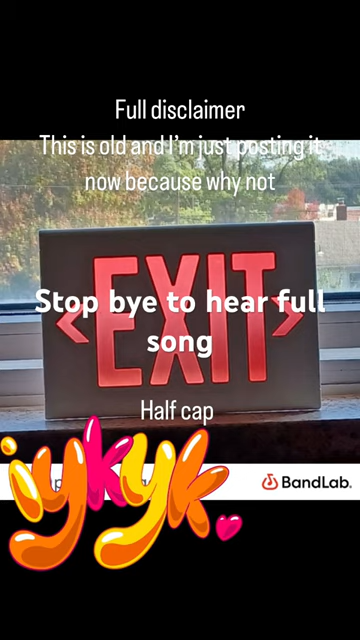 Full disclaimer
This is old and I'm just posting it
now because why not
EXIT
Stop bye to hear full
song
Half cap
iykyk
BandLab.